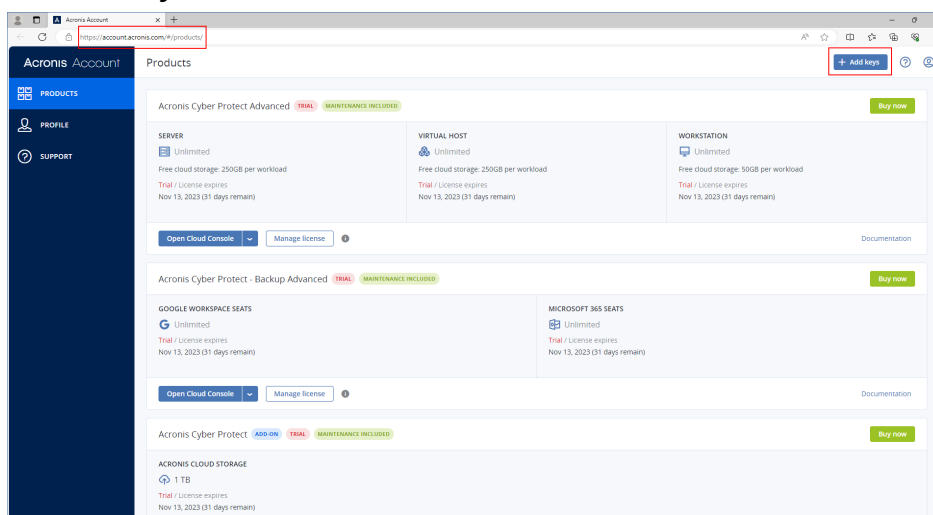 Acronis Account
https://account.acronis.com/#/products/
Acronis Account
Products
+ Add keys
PRODUCTS
PROFILE
SUPPORT
Acronis Cyber Protect Advanced TRIAL MAINTENANCE INCLUDED
Buy now
SERVER
Unlimited
Free cloud storage: 250GB per workload
Trial / License expires
Nov 13, 2023 (31 days remain)
VIRTUAL HOST
Unlimited
Free cloud storage: 250GB per workload
Trial / License expires
Nov 13, 2023 (31 days remain)
WORKSTATION
Unlimited
Free cloud storage: 50GB per workload
Trial / License expires
Nov 13, 2023 (31 days remain)
Open Cloud Console
Manage license
Documentation
Acronis Cyber Protect - Backup Advanced TRIAL MAINTENANCE INCLUDED
Buy now
GOOGLE WORKSPACE SEATS
Unlimited
Trial / License expires
Nov 13, 2023 (31 days remain)
MICROSOFT 365 SEATS
Unlimited
Trial / License expires
Nov 13, 2023 (31 days remain)
Open Cloud Console
Manage license
Documentation
Acronis Cyber Protect ADD-ON TRIAL MAINTENANCE INCLUDED
Buy now
ACRONIS CLOUD STORAGE
1 TB
Trial / License expires
Nov 13, 2023 (31 days remain)